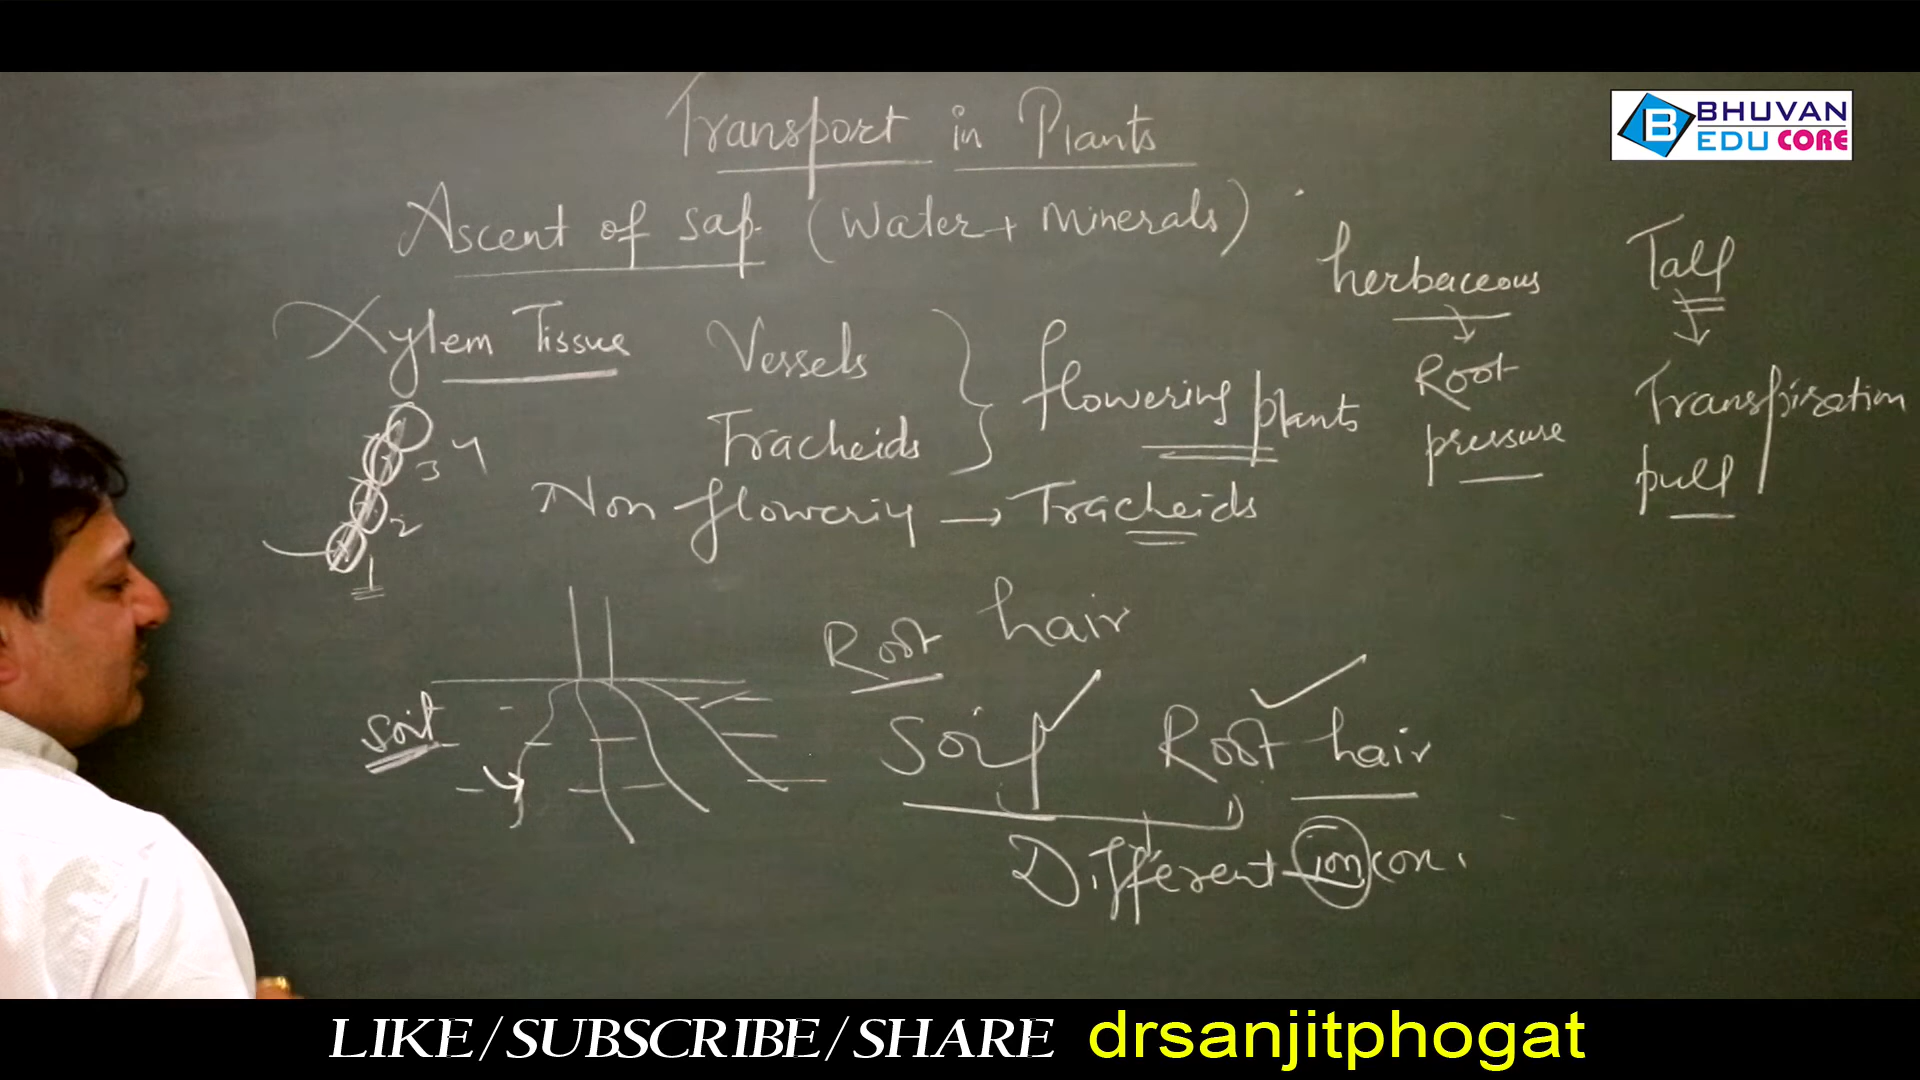 Transport in Plants
BHUVAN
EDU CORE
B
Ascent of sap (Water + Minerals)
herbaceous
Tall
Xylem Tissue
Vessels
Tracheids
flowering plants
Root
pressure
Transpiration
pull
1
2
3
4
Non flowering → Tracheids
Root hair
Soil
Soil Root hair
Different ion con.
LIKE/SUBSCRIBE/SHARE drsanjitphogat